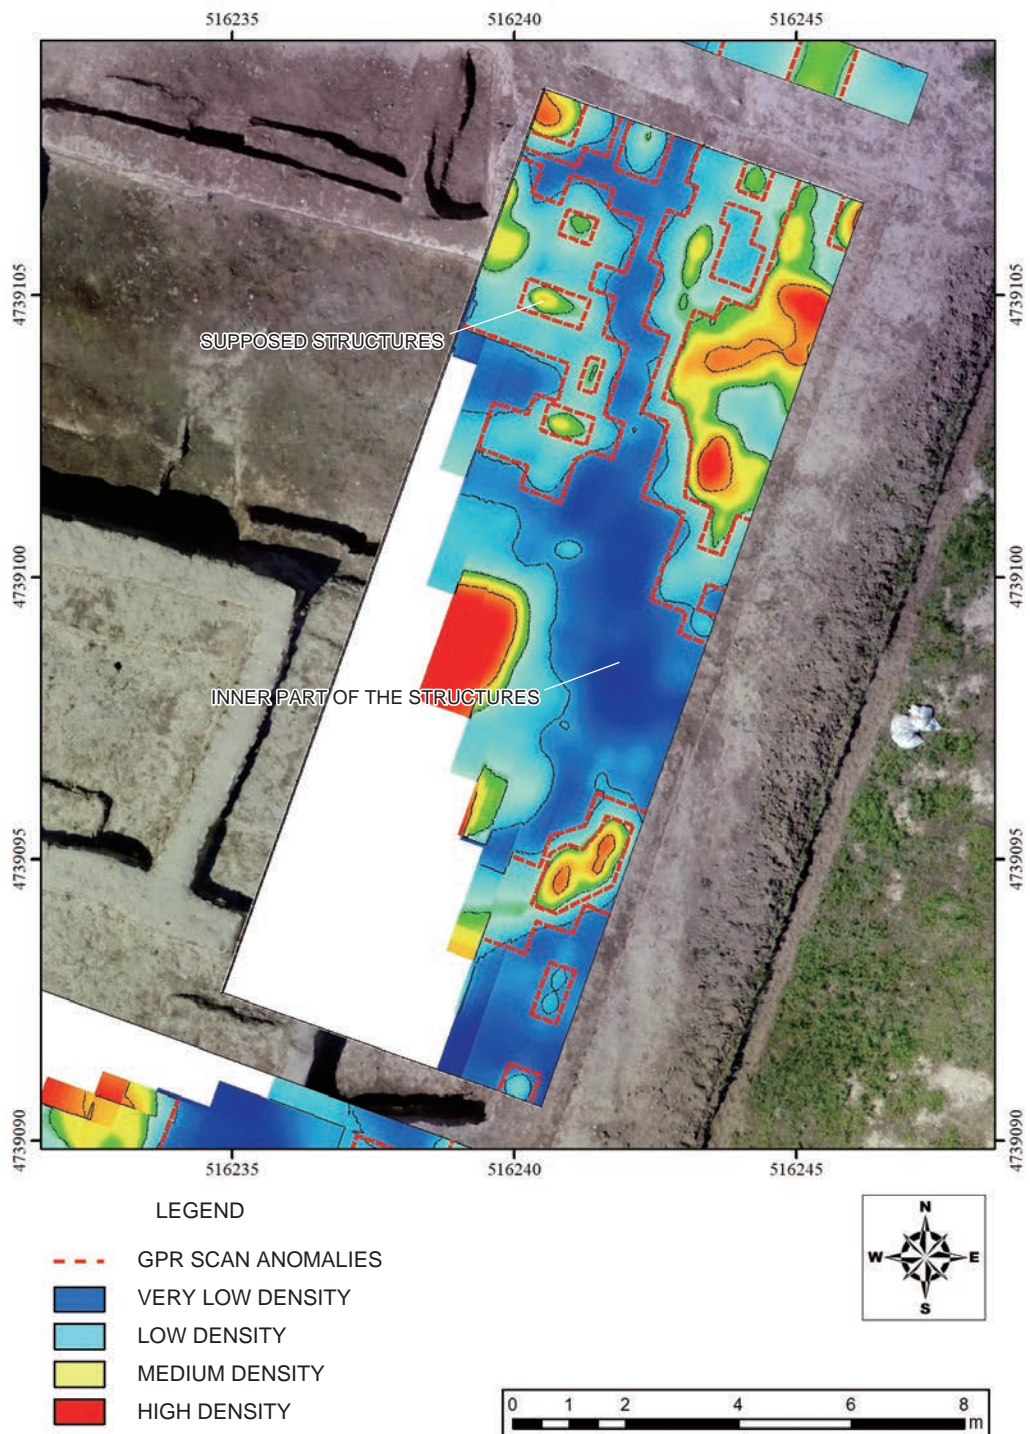 516235 516240 516245
4739105 4739105
SUPPOSED STRUCTURES
4739100 4739100
INNER PART OF THE STRUCTURES
4739095 4739095
4739090 4739090
516235 516240 516245
LEGEND
GPR SCAN ANOMALIES
VERY LOW DENSITY
LOW DENSITY
MEDIUM DENSITY
HIGH DENSITY
N
W E
S
0 1 2 4 6 8
m